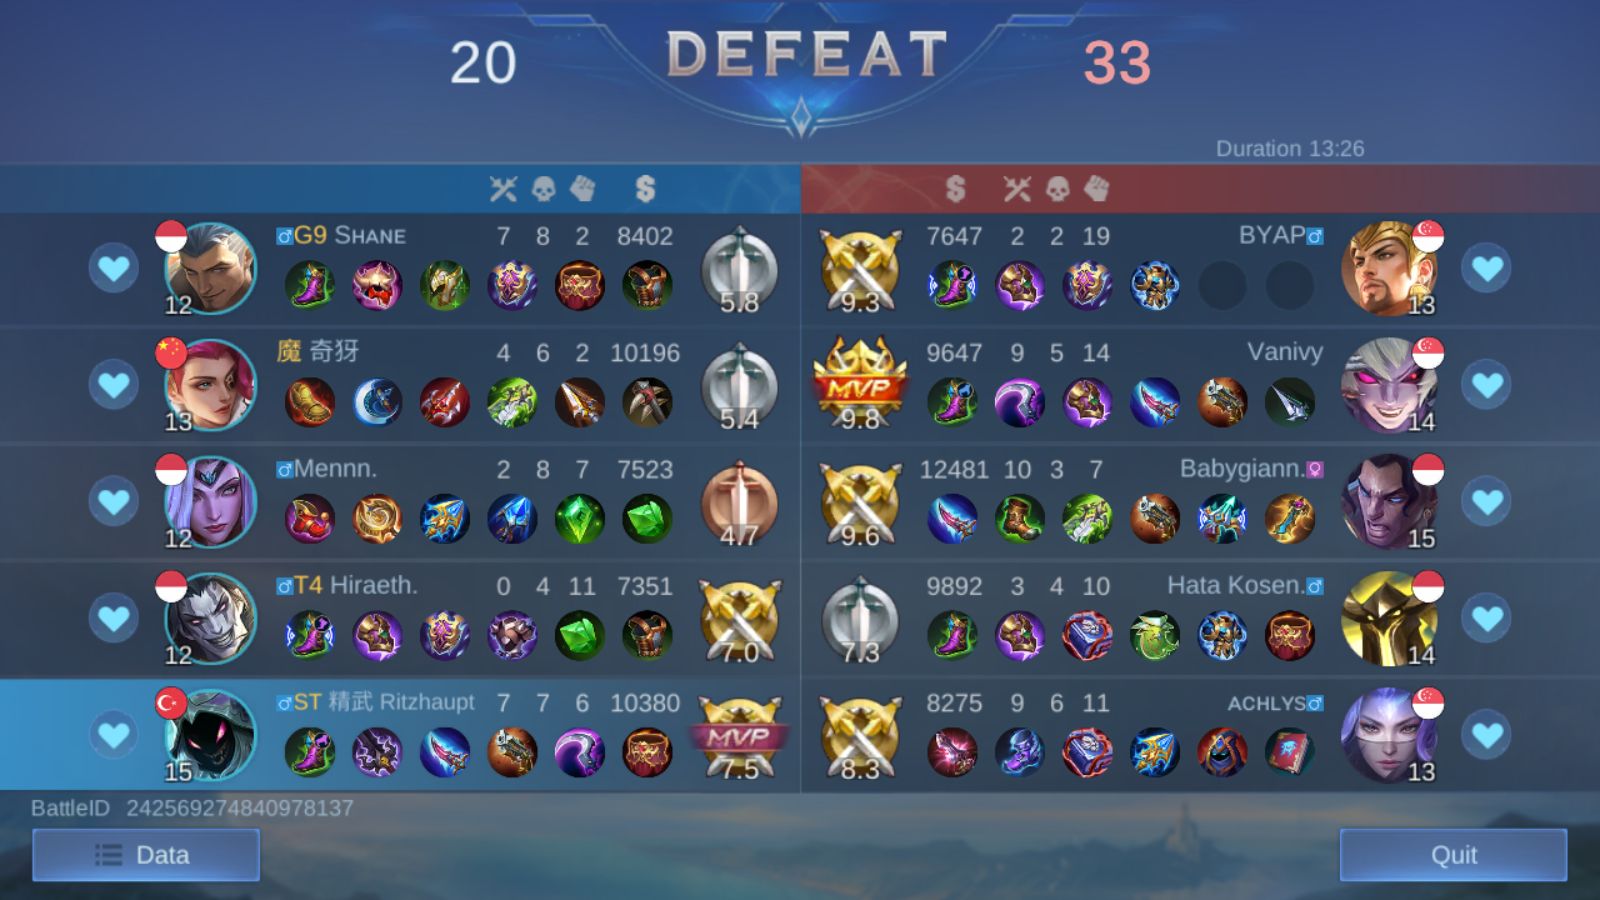 20 DEFEAT 33
Duration 13:26
G9 SHANE 7 8 2 8402
12 5.8
7647 2 2 19 BYAP
9.3 13
魔 奇犽 4 6 2 10196
13 5.4
9647 9 5 14 Vanivy
MVP 9.8 14
Mennn. 2 8 7 7523
12 4.7
12481 10 3 7 Babygiann.
9.6 15
T4 Hiraeth. 0 4 11 7351
12 7.0
9892 3 4 10 Hata Kosen.
7.3 14
ST 精武 Ritzhaupt 7 7 6 10380
15 MVP 7.5
8275 9 6 11 ACHLYS
8.3 13
BattleID 242569274840978137
Data Quit